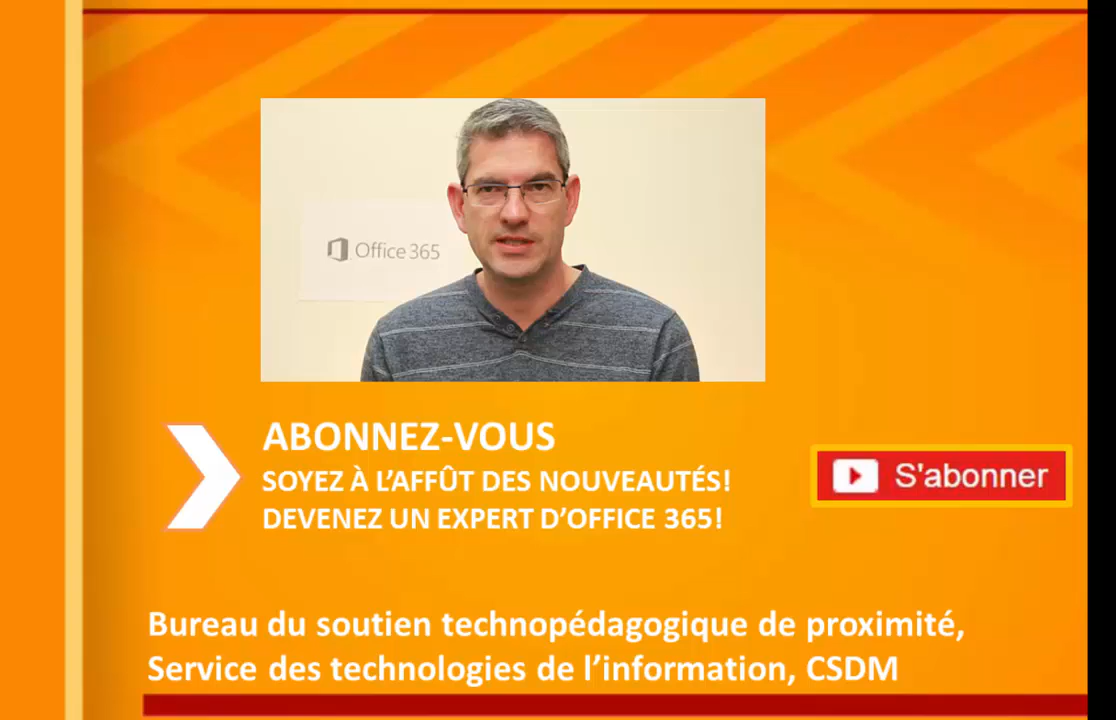 Office 365
ABONNEZ-VOUS
SOYEZ À L’AFFÛT DES NOUVEAUTÉS!
DEVENEZ UN EXPERT D’OFFICE 365!
S'abonner
Bureau du soutien technopédagogique de proximité,
Service des technologies de l’information, CSDM